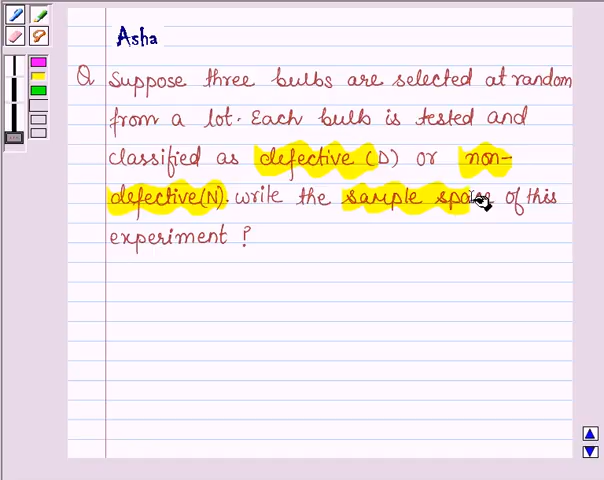 Asha
Q Suppose three bulbs are selected at random
from a lot. Each bulb is tested and
classified as defective (D) or non-
defective(N). write the sample space of this
experiment ?